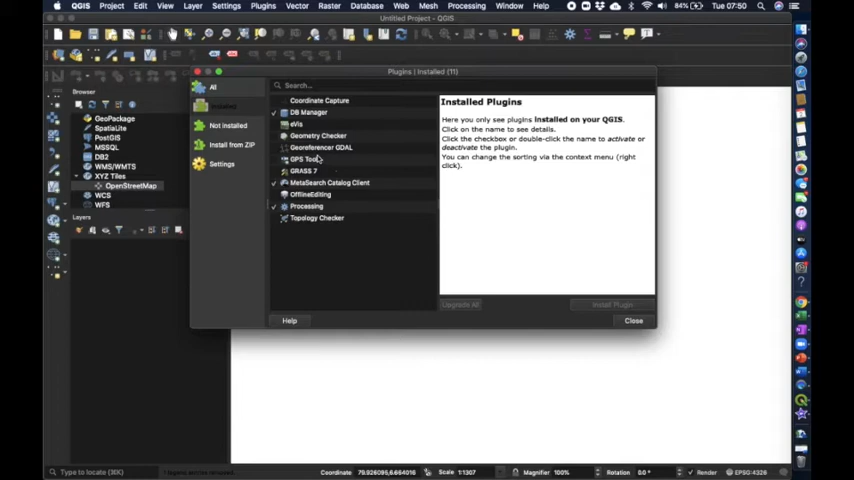 QGIS Project Edit View Layer Settings Plugins Vector Raster Database Web Mesh Processing Window Help 84% Tue 07:50
Untitled Project - QGIS
Plugins | Installed (11)
All
Installed
Not installed
Install from ZIP
Settings
Search...
Coordinate Capture
DB Manager
eVis
Geometry Checker
Georeferencer GDAL
GPS Tools
GRASS 7
MetaSearch Catalog Client
OfflineEditing
Processing
Topology Checker
Installed Plugins
Here you only see plugins installed on your QGIS.
Click on the name to see details.
Click the checkbox or double-click the name to activate or
deactivate the plugin.
You can change the sorting via the context menu (right
click).
Upgrade All
Install Plugin
Help
Close
Browser
GeoPackage
SpatiaLite
PostGIS
MSSQL
DB2
WMS/WMTS
XYZ Tiles
OpenStreetMap
WCS
WFS
Layers
Type to locate (⌘K)
Coordinate 79.926095,6.664016 Scale 1:1307 Magnifier 100% Rotation 0.0° Render EPSG:4326